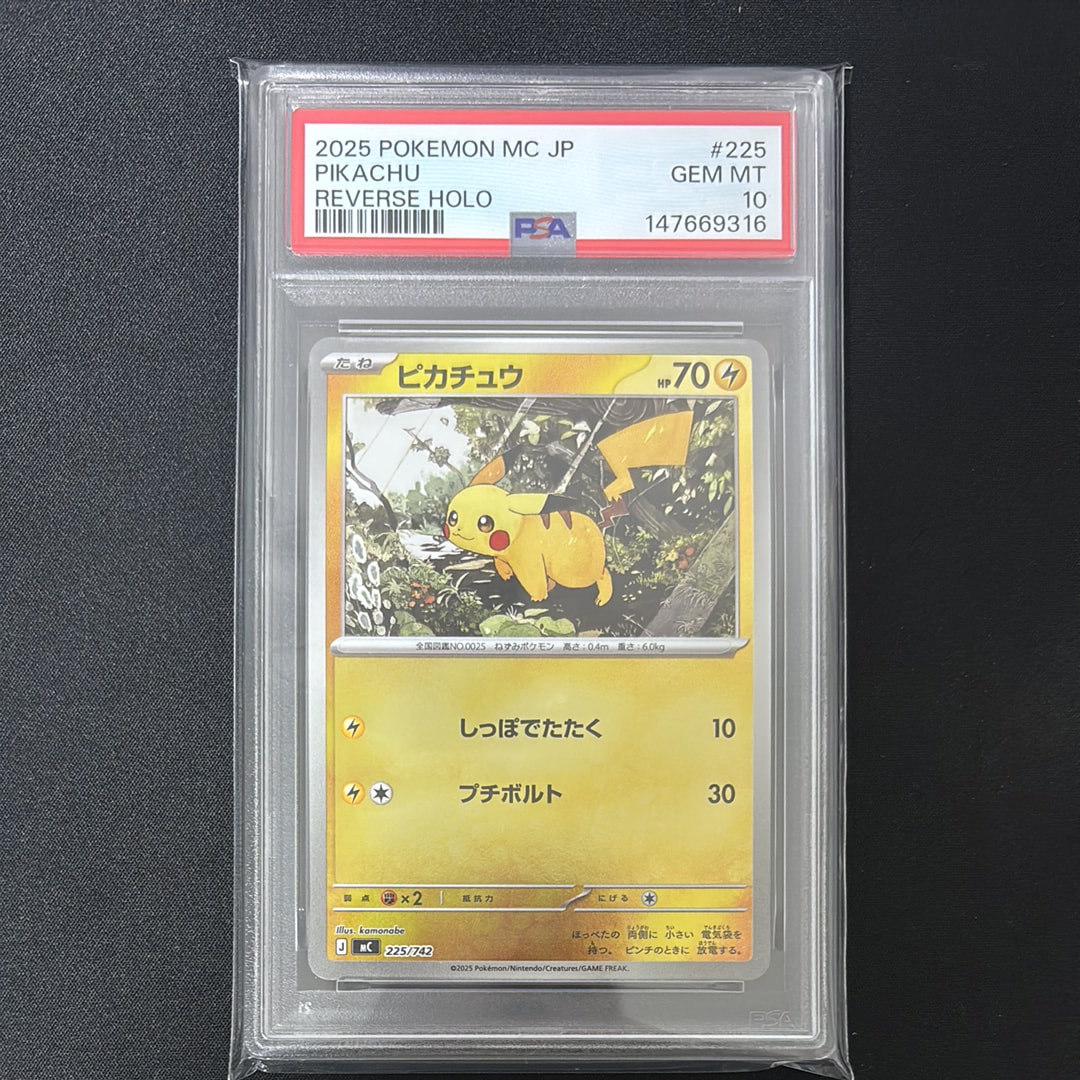 2025 POKEMON MC JP #225
PIKACHU GEM MT
REVERSE HOLO 10
PSA 147669316
たね ピカチュウ HP 70
全国図鑑NO.0025 ねずみポケモン 高さ:0.4m 重さ:6.0kg
しっぽでたたく 10
プチボルト 30
弱点 ×2 抵抗力 にげる
Illus. kamonabe
ほっぺたの 両側に 小さい 電気袋を
持つ。 ピンチのときに 放電する。
J MC 225/742
©2025 Pokémon/Nintendo/Creatures/GAME FREAK.
PSA